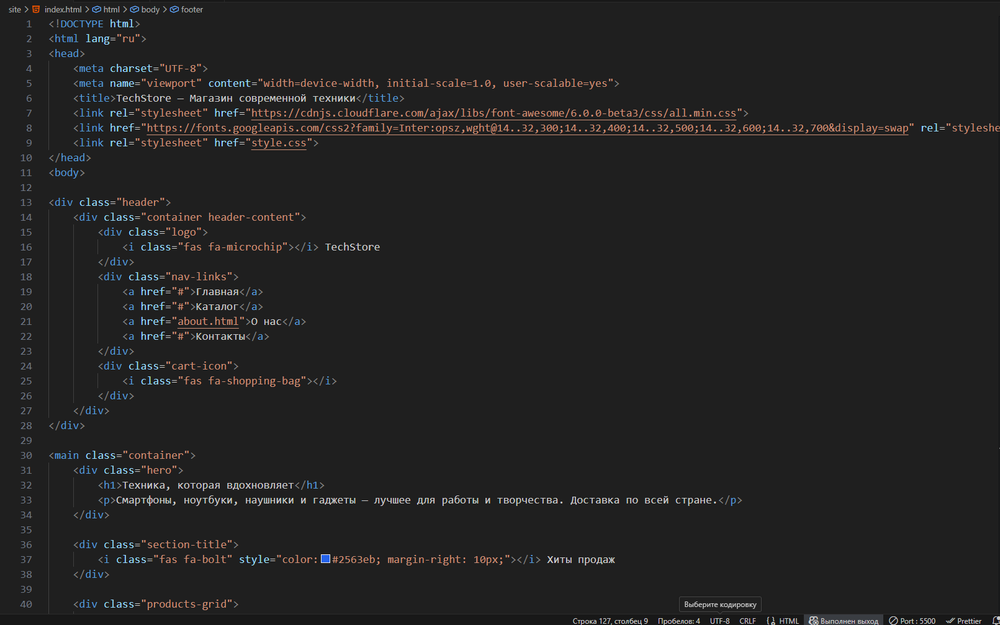 site > index.html > html > body > footer
1 <!DOCTYPE html>
2 <html lang="ru">
3 <head>
4     <meta charset="UTF-8">
5     <meta name="viewport" content="width=device-width, initial-scale=1.0, user-scalable=yes">
6     <title>TechStore — Магазин современной техники</title>
7     <link rel="stylesheet" href="https://cdnjs.cloudflare.com/ajax/libs/font-awesome/6.0.0-beta3/css/all.min.css">
8     <link href="https://fonts.googleapis.com/css2?family=Inter:opsz,wght@14..32,300;14..32,400;14..32,500;14..32,600;14..32,700&display=swap" rel="styleshe
9     <link rel="stylesheet" href="style.css">
10 </head>
11 <body>
12
13 <div class="header">
14     <div class="container header-content">
15         <div class="logo">
16             <i class="fas fa-microchip"></i> TechStore
17         </div>
18         <div class="nav-links">
19             <a href="#">Главная</a>
20             <a href="#">Каталог</a>
21             <a href="about.html">О нас</a>
22             <a href="#">Контакты</a>
23         </div>
24         <div class="cart-icon">
25             <i class="fas fa-shopping-bag"></i>
26         </div>
27     </div>
28 </div>
29
30 <main class="container">
31     <div class="hero">
32         <h1>Техника, которая вдохновляет</h1>
33         <p>Смартфоны, ноутбуки, наушники и гаджеты — лучшее для работы и творчества. Доставка по всей стране.</p>
34     </div>
35
36     <div class="section-title">
37         <i class="fas fa-bolt" style="color: #2563eb; margin-right: 10px;"></i> Хиты продаж
38     </div>
39
40     <div class="products-grid">
Выберите кодировку
Строка 127, столбец 9 Пробелов: 4 UTF-8 CRLF {} HTML Выполнен выход Port : 5500 Prettier